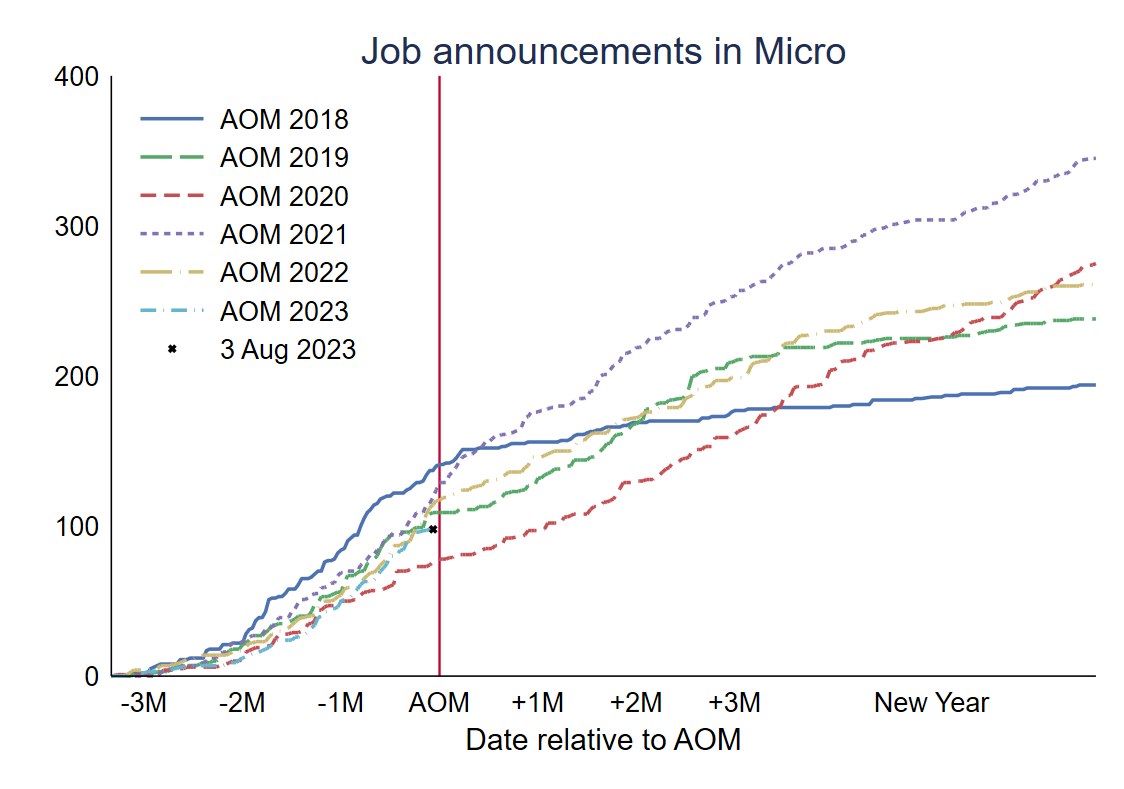 Job announcements in Micro
400
300
200
100
0
AOM 2018
AOM 2019
AOM 2020
AOM 2021
AOM 2022
AOM 2023
3 Aug 2023
-3M -2M -1M AOM +1M +2M +3M New Year
Date relative to AOM